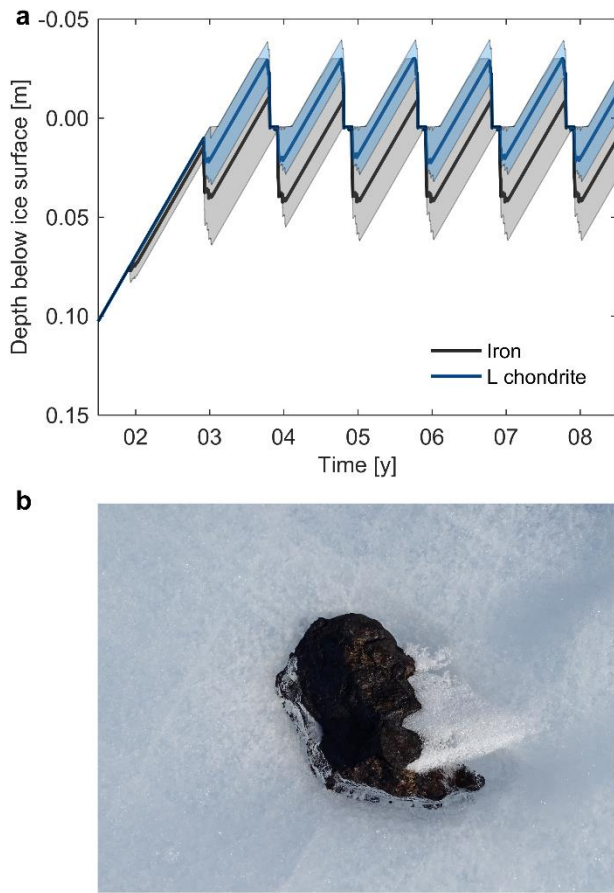 a
-0.05
0.00
0.05
0.10
0.15
Depth below ice surface [m]
Iron
L chondrite
02 03 04 05 06 07 08
Time [y]
b